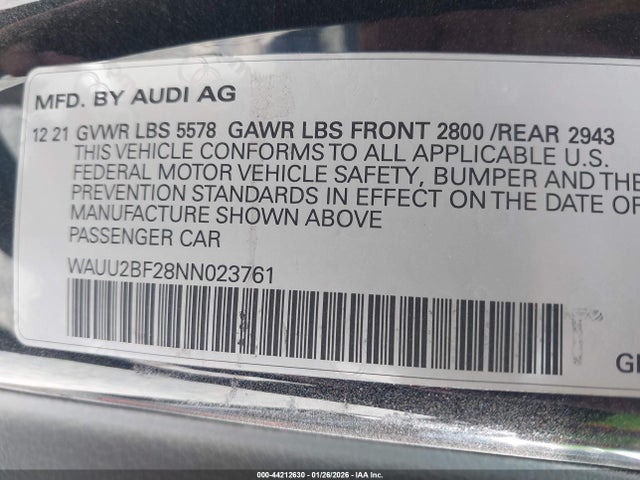 MFD. BY AUDI AG
12 21 GVWR LBS 5578 GAWR LBS FRONT 2800 /REAR 2943
THIS VEHICLE CONFORMS TO ALL APPLICABLE U.S.
FEDERAL MOTOR VEHICLE SAFETY, BUMPER AND THE
PREVENTION STANDARDS IN EFFECT ON THE DATE OF
MANUFACTURE SHOWN ABOVE
PASSENGER CAR
WAUU2BF28NN023761
000-44212630 - 01/26/2026 - IAA Inc.